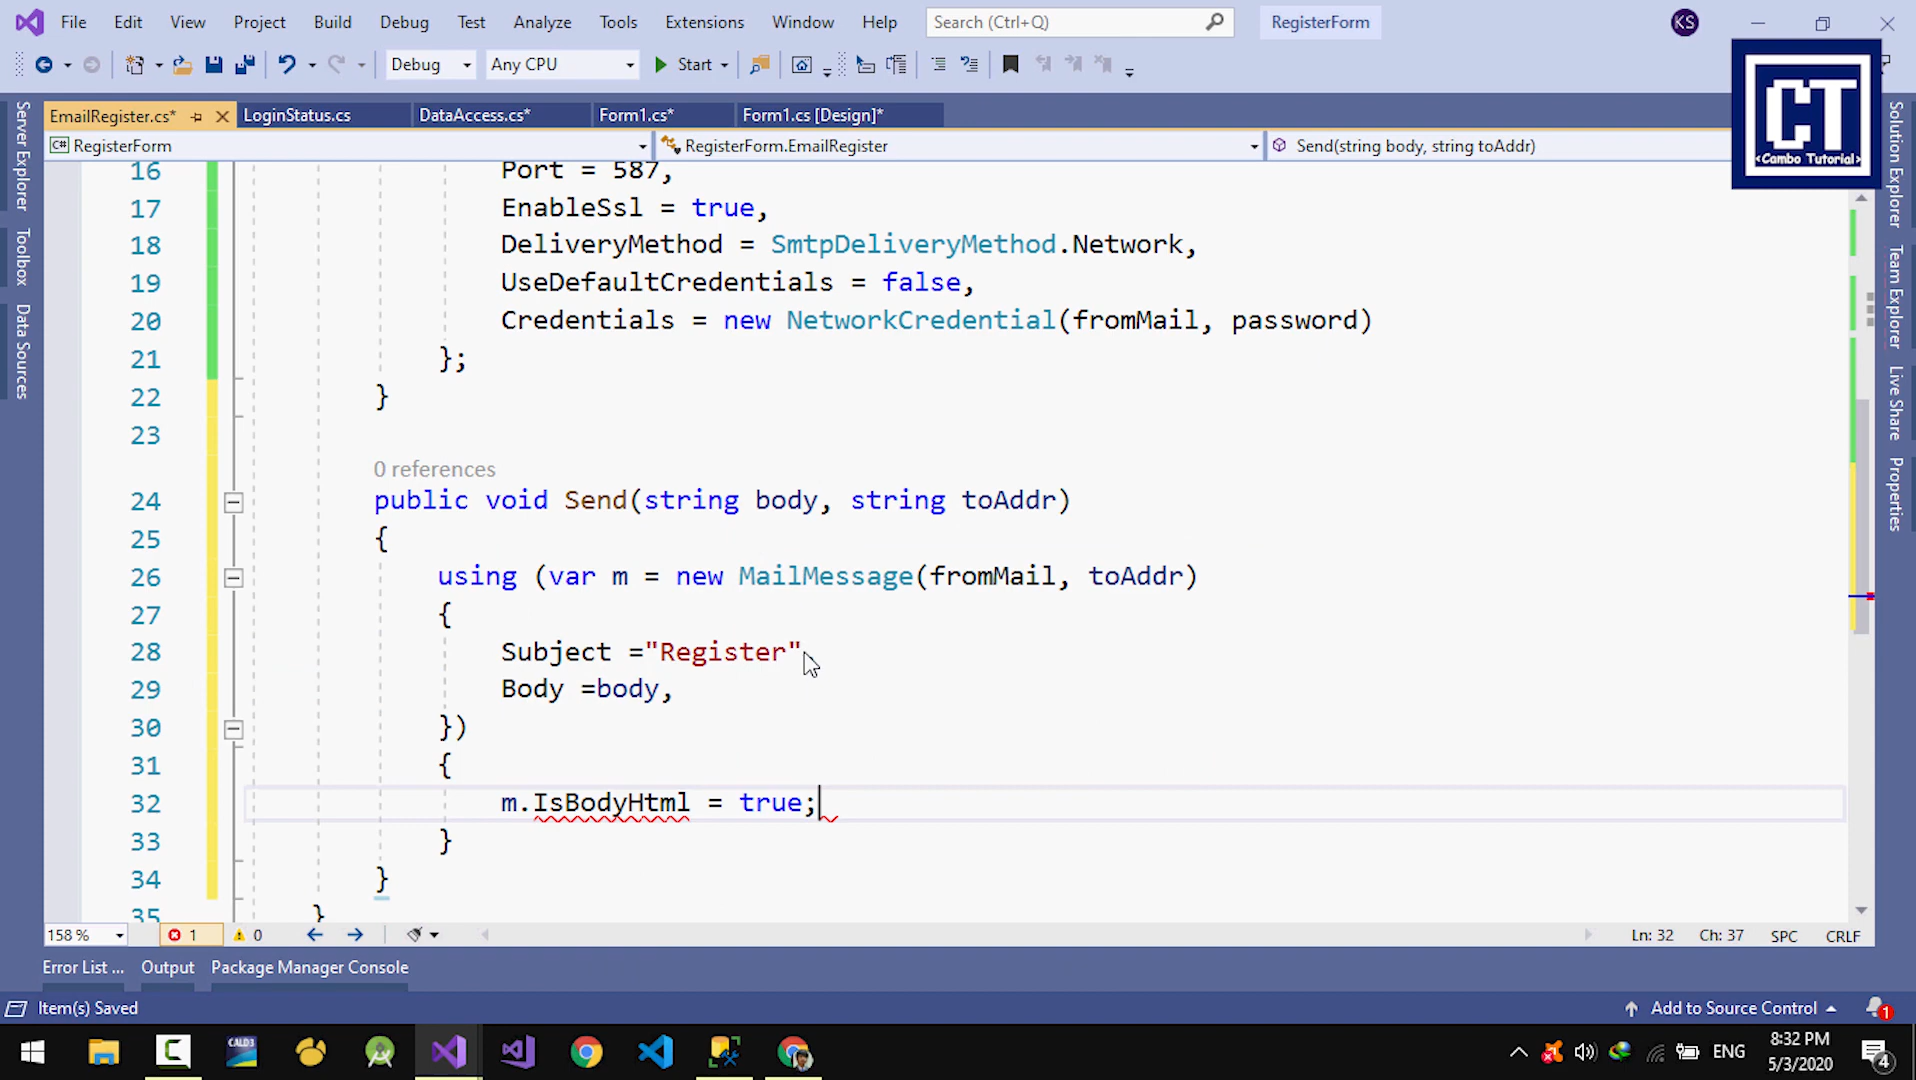 File Edit View Project Build Debug Test Analyze Tools Extensions Window Help Search (Ctrl+Q) RegisterForm KS
Debug Any CPU Start
CT
<Cambo Tutorial>
EmailRegister.cs* LoginStatus.cs DataAccess.cs* Form1.cs* Form1.cs [Design]*
C# RegisterForm RegisterForm.EmailRegister Send(string body, string toAddr)
Server Explorer
Toolbox
Data Sources
16 Port = 587,
17 EnableSsl = true,
18 DeliveryMethod = SmtpDeliveryMethod.Network,
19 UseDefaultCredentials = false,
20 Credentials = new NetworkCredential(fromMail, password)
21 };
22 }
23
0 references
24 public void Send(string body, string toAddr)
25 {
26 using (var m = new MailMessage(fromMail, toAddr)
27 {
28 Subject ="Register"
29 Body =body,
30 })
31 {
32 m.IsBodyHtml = true;
33 }
34 }
35 }
Solution Explorer
Team Explorer
Live Share
Properties
158 % 1 0 Ln: 32 Ch: 37 SPC CRLF
Error List ... Output Package Manager Console
Item(s) Saved Add to Source Control 1
CALD3 ENG 8:32 PM
5/3/2020 4